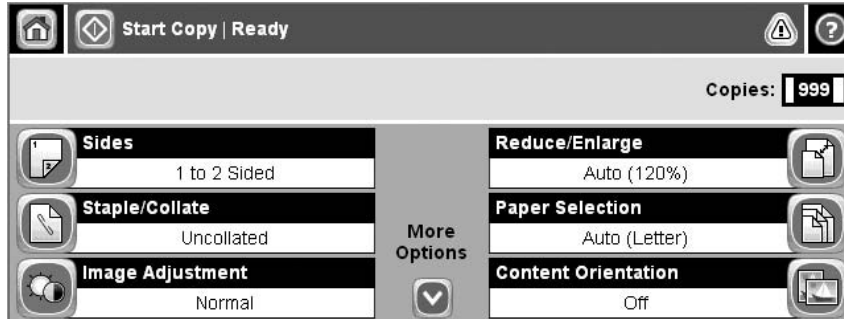 Start Copy | Ready
Copies: 999
Sides
1 to 2 Sided
Staple/Collate
Uncollated
Image Adjustment
Normal
More
Options
Reduce/Enlarge
Auto (120%)
Paper Selection
Auto (Letter)
Content Orientation
Off